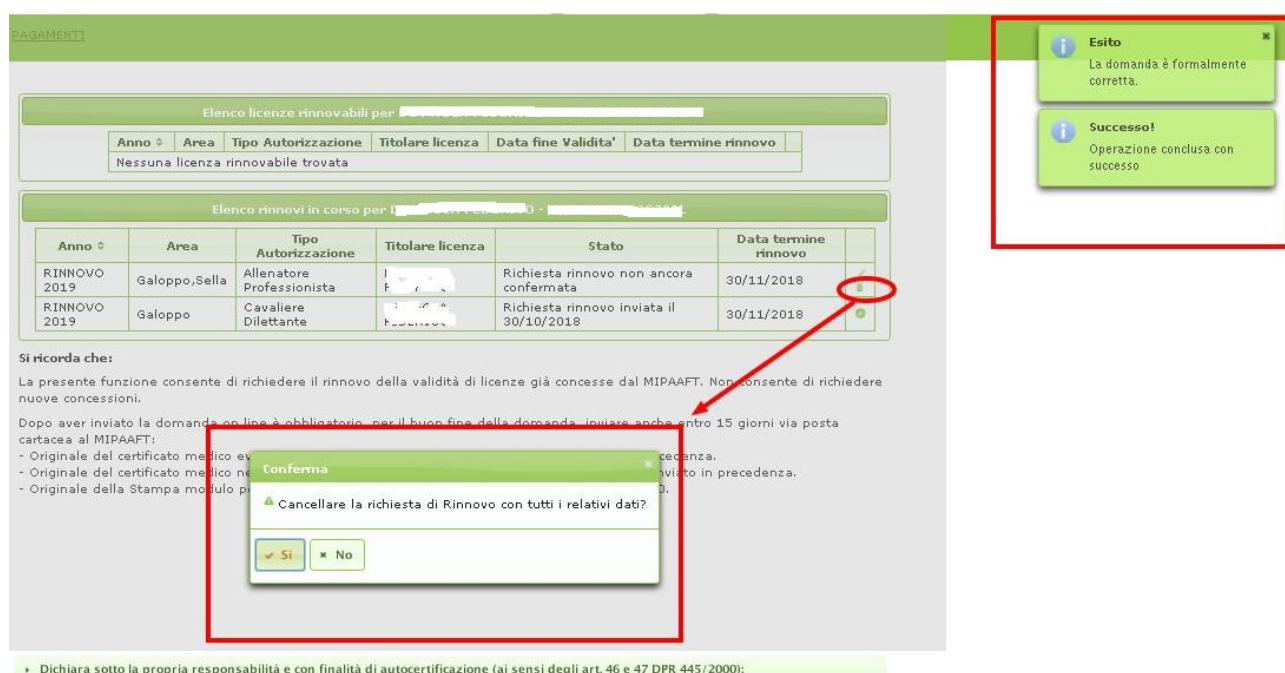 PAGAMENTI
Esito
La domanda è formalmente
corretta.
Successo!
Operazione conclusa con
successo
Elenco licenze rinnovabili per
Anno Area Tipo Autorizzazione Titolare licenza Data fine Validita' Data termine rinnovo
Nessuna licenza rinnovabile trovata
Elenco rinnovi in corso per
Anno Area Tipo Autorizzazione Titolare licenza Stato Data termine rinnovo
RINNOVO 2019 Galoppo,Sella Allenatore Professionista Richiesta rinnovo non ancora confermata 30/11/2018
RINNOVO 2019 Galoppo Cavaliere Dilettante Richiesta rinnovo inviata il 30/10/2018 30/11/2018
Si ricorda che:
La presente funzione consente di richiedere il rinnovo della validità di licenze già concesse dal MIPAAFT. Non consente di richiedere
nuove concessioni.
Dopo aver inviato la domanda on line è obbligatorio, per il buon fine della domanda, inviare anche entro 15 giorni via posta
cartacea al MIPAAFT:
- Originale del certificato medico
- Originale del certificato medico inviato in precedenza.
- Originale della Stampa modulo
Conferma
Cancellare la richiesta di Rinnovo con tutti i relativi dati?
Si No
Dichiara sotto la propria responsabilità e con finalità di autocertificazione (ai sensi degli art. 46 e 47 DPR 445/2000):